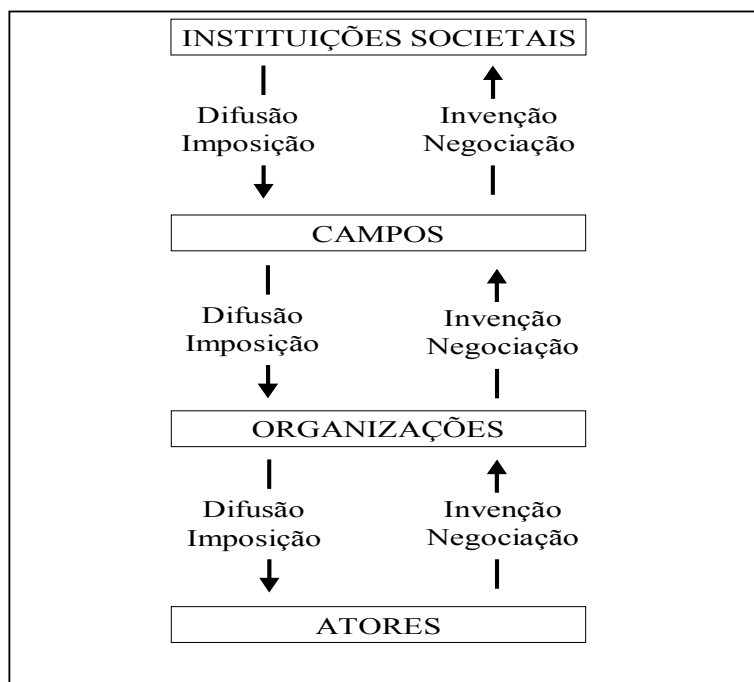 INSTITUIÇÕES SOCIETAIS
Difusão
Imposição
Invenção
Negociação
CAMPOS
Difusão
Imposição
Invenção
Negociação
ORGANIZAÇÕES
Difusão
Imposição
Invenção
Negociação
ATORES